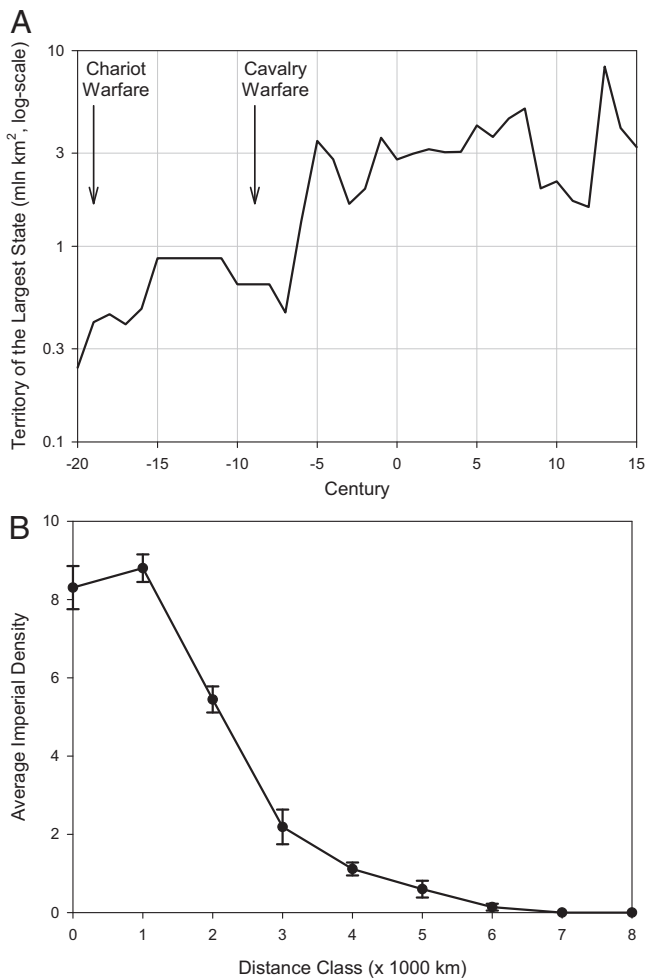 A
Territory of the Largest State (mln km², log-scale)
10
3
1
0.3
0.1
Chariot
Warfare
Cavalry
Warfare
-20 -15 -10 -5 0 5 10 15
Century
B
Average Imperial Density
10
8
6
4
2
0
0 1 2 3 4 5 6 7 8
Distance Class (x 1000 km)